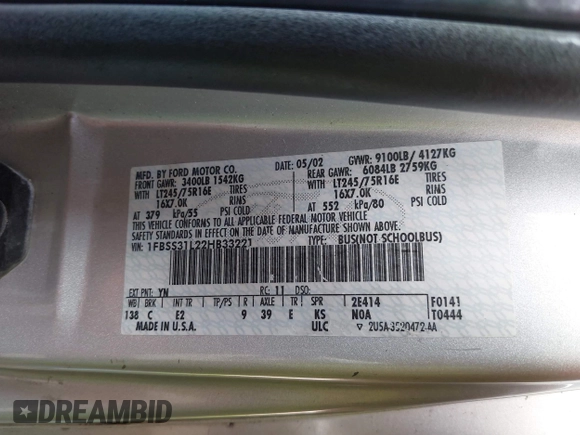 MFD. BY FORD MOTOR CO.
05/02 GVWR: 9100LB/ 4127KG
FRONT GAWR: 3400LB 1542KG REAR GAWR: 6084LB 2759KG
WITH LT245/75R16E TIRES WITH LT245/75R16E TIRES
16X7.0K RIMS 16X7.0K RIMS
AT 379 kPa/55 PSI COLD AT 552 kPa/80 PSI COLD
THIS VEHICLE CONFORMS TO ALL APPLICABLE FEDERAL MOTOR VEHICLE
SAFETY STANDARDS IN EFFECT ON THE DATE OF MANUFACTURE SHOWN ABOVE.
VIN: 1FBSS31L22HB33221 TYPE: BUS(NOT SCHOOLBUS)
EXT PNT: YN RC: 11 DSO:
WB BRK INT TR TP/PS R AXLE TR SPR 2E414 F0141
138 C E2 9 39 E KS N0A T0444
MADE IN U.S.A. ULC ▽ 2U5A-3520472-AA
DREAMBID